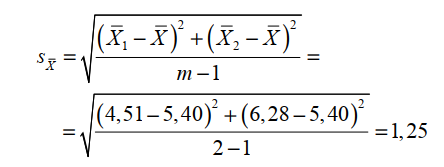 s_X̄ = √(((X̄₁ − X̄)² + (X̄₂ − X̄)²) / (m − 1)) =
= √(((4,51 − 5,40)² + (6,28 − 5,40)²) / (2 − 1)) = 1,25